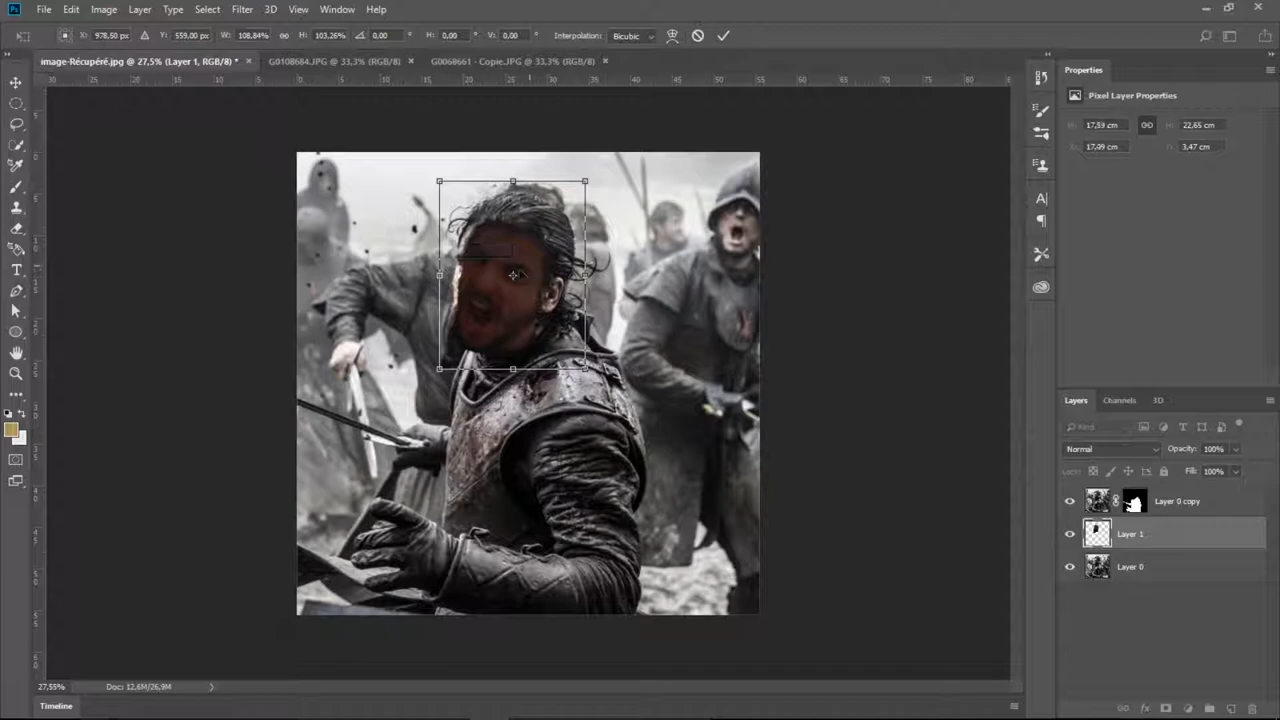 Ps File Edit Image Layer Type Select Filter 3D View Window Help
X: 978,50 px Y: 559,00 px W: 108,84% H: 103,26% 0,00 ° H: 0,00 ° V: 0,00 ° Interpolation: Bicubic
image-Récupéré.jpg @ 27,5% (Layer 1, RGB/8) * × G0108684.JPG @ 33,3% (RGB/8) × G0068661 - Copie.JPG @ 33,3% (RGB/8) ×
Properties
Pixel Layer Properties
W: 17,59 cm H: 22,65 cm
X: 17,09 cm Y: 3,47 cm
Layers Channels 3D
Kind
Normal Opacity: 100%
Lock: Fill: 100%
Layer 0 copy
Layer 1
Layer 0
27,55% Doc: 12,6M/26,9M
Timeline